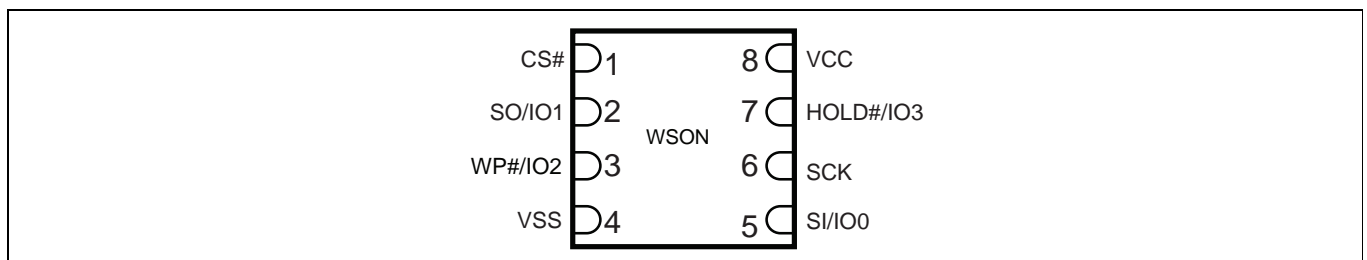 CS# 1 8 VCC
SO/IO1 2 7 HOLD#/IO3
WSON
WP#/IO2 3 6 SCK
VSS 4 5 SI/IO0